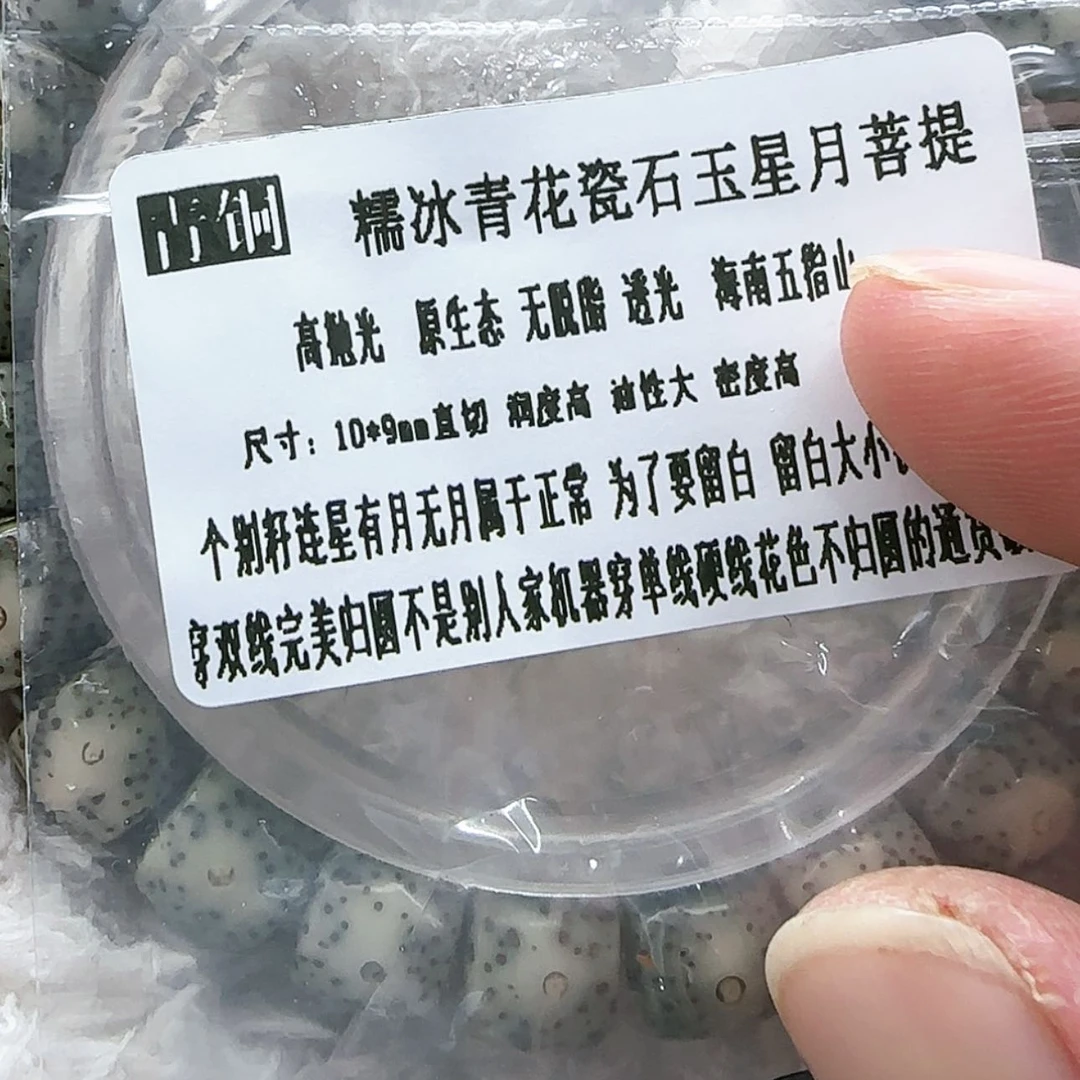 糯冰青花瓷石玉星月菩提
高抛光 原生态 无脱脂 透光 海南五指山
尺寸：10*9mm直切 润度高 油性大 密度高
个别籽连星有月无月属于正常 为了要留白 留白大小
穿双线完美归圆不是别人家机器穿单线硬线花色不归圆的通货